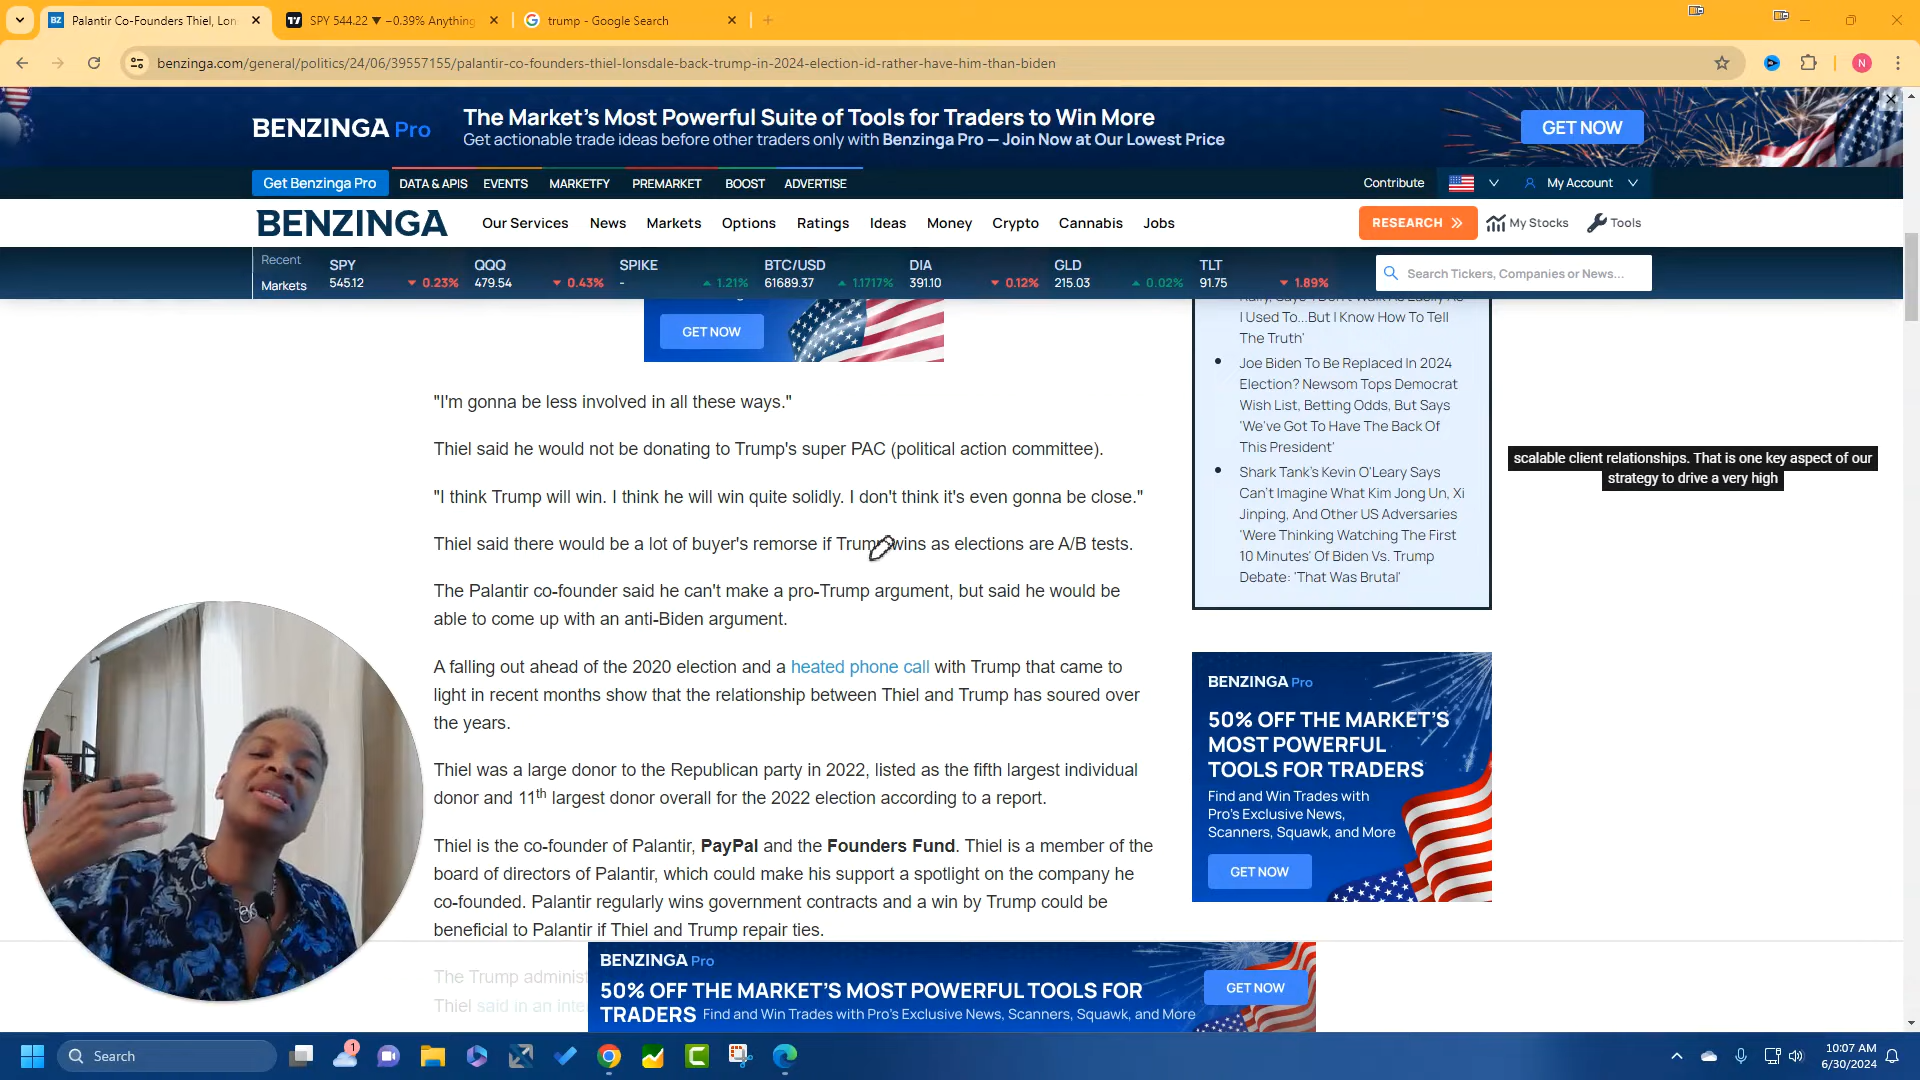 Palantir Co-Founders Thiel, Lon
SPY 544.22 ▼ −0.39% Anything
trump - Google Search
benzinga.com/general/politics/24/06/39557155/palantir-co-founders-thiel-lonsdale-back-trump-in-2024-election-id-rather-have-him-than-biden
N
BENZINGA Pro
The Market's Most Powerful Suite of Tools for Traders to Win More
Get actionable trade ideas before other traders only with Benzinga Pro — Join Now at Our Lowest Price
GET NOW
Get Benzinga Pro
DATA & APIS
EVENTS
MARKETFY
PREMARKET
BOOST
ADVERTISE
Contribute
My Account
BENZINGA
Our Services
News
Markets
Options
Ratings
Ideas
Money
Crypto
Cannabis
Jobs
RESEARCH
My Stocks
Tools
Recent
Markets
SPY
545.12
0.23%
QQQ
479.54
0.43%
SPIKE
-
1.21%
BTC/USD
61689.37
1.1717%
DIA
391.10
0.12%
GLD
215.03
0.02%
TLT
91.75
1.89%
Search Tickers, Companies or News...
GET NOW
"I'm gonna be less involved in all these ways."
Thiel said he would not be donating to Trump's super PAC (political action committee).
"I think Trump will win. I think he will win quite solidly. I don't think it's even gonna be close."
Thiel said there would be a lot of buyer's remorse if Trump wins as elections are A/B tests.
The Palantir co-founder said he can't make a pro-Trump argument, but said he would be
able to come up with an anti-Biden argument.
A falling out ahead of the 2020 election and a heated phone call with Trump that came to
light in recent months show that the relationship between Thiel and Trump has soured over
the years.
Thiel was a large donor to the Republican party in 2022, listed as the fifth largest individual
donor and 11th largest donor overall for the 2022 election according to a report.
Thiel is the co-founder of Palantir, PayPal and the Founders Fund. Thiel is a member of the
board of directors of Palantir, which could make his support a spotlight on the company he
co-founded. Palantir regularly wins government contracts and a win by Trump could be
beneficial to Palantir if Thiel and Trump repair ties.
The Trump administ
Thiel said in an inte
I Used To...But I Know How To Tell
The Truth'
Joe Biden To Be Replaced In 2024
Election? Newsom Tops Democrat
Wish List, Betting Odds, But Says
'We've Got To Have The Back Of
This President'
Shark Tank's Kevin O'Leary Says
Can't Imagine What Kim Jong Un, Xi
Jinping, And Other US Adversaries
'Were Thinking Watching The First
10 Minutes' Of Biden Vs. Trump
Debate: 'That Was Brutal'
scalable client relationships. That is one key aspect of our
strategy to drive a very high
BENZINGA Pro
50% OFF THE MARKET'S
MOST POWERFUL
TOOLS FOR TRADERS
Find and Win Trades with
Pro's Exclusive News,
Scanners, Squawk, and More
GET NOW
BENZINGA Pro
50% OFF THE MARKET'S MOST POWERFUL TOOLS FOR
TRADERS Find and Win Trades with Pro's Exclusive News, Scanners, Squawk, and More
GET NOW
Search
1
10:07 AM
6/30/2024